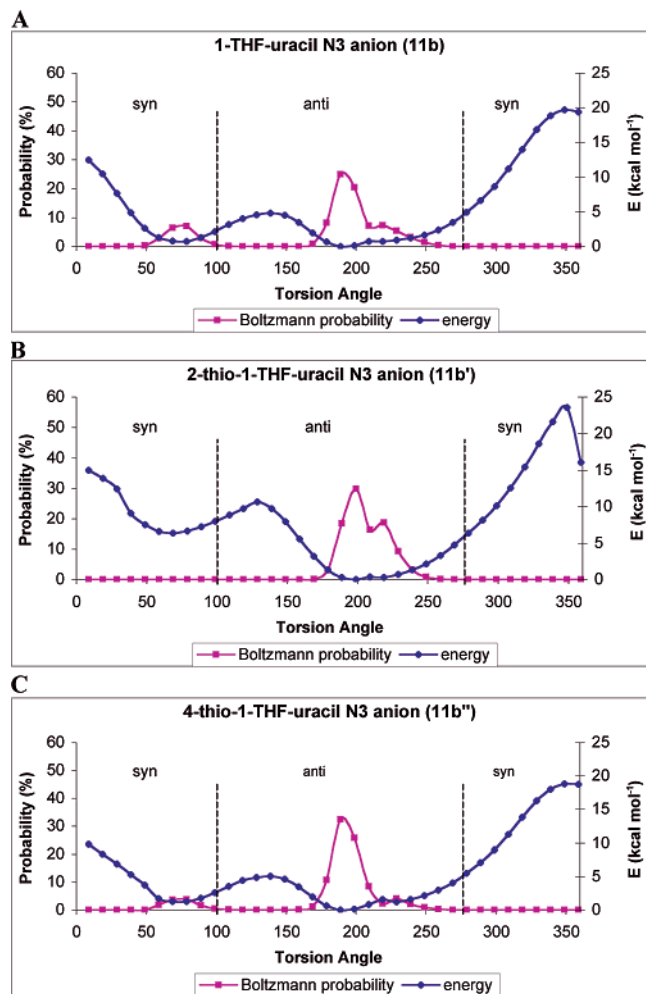 A
1-THF-uracil N3 anion (11b)
60 50 40 30 20 10 0
Probability (%)
syn anti syn
25 20 15 10 5 0
E (kcal mol⁻¹)
0 50 100 150 200 250 300 350
Torsion Angle
Boltzmann probability energy
B
2-thio-1-THF-uracil N3 anion (11b')
60 50 40 30 20 10 0
Probability (%)
syn anti syn
25 20 15 10 5 0
E (kcal mol⁻¹)
0 50 100 150 200 250 300 350
Torsion Angle
Boltzmann probability energy
C
4-thio-1-THF-uracil N3 anion (11b")
60 50 40 30 20 10 0
Probability (%)
syn anti syn
25 20 15 10 5 0
E (kcal mol⁻¹)
0 50 100 150 200 250 300 350
Torsion Angle
Boltzmann probability energy